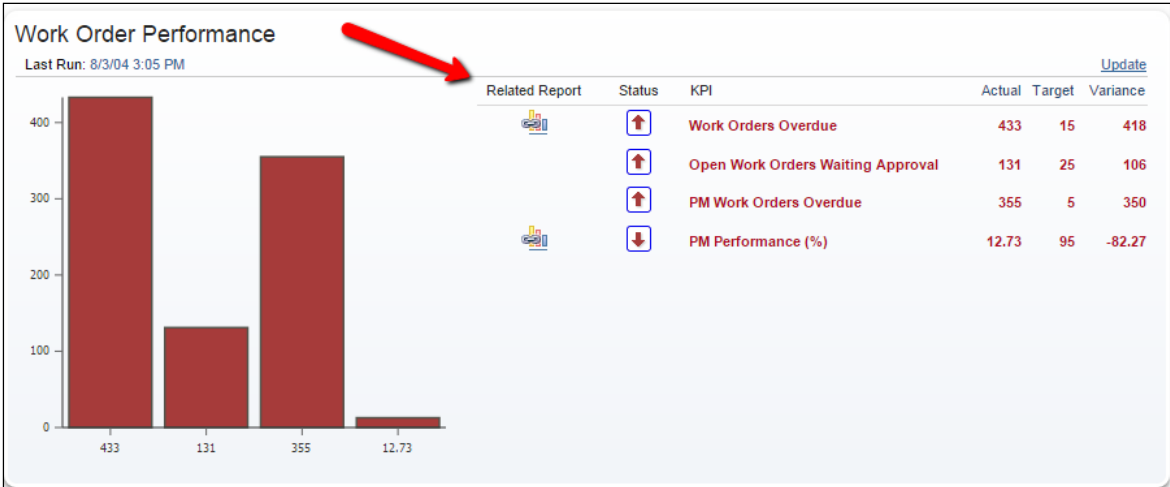 Work Order Performance
Last Run: 8/3/04 3:05 PM
Update
Related Report Status KPI Actual Target Variance
Work Orders Overdue 433 15 418
Open Work Orders Waiting Approval 131 25 106
PM Work Orders Overdue 355 5 350
PM Performance (%) 12.73 95 -82.27
400
300
200
100
0
433 131 355 12.73